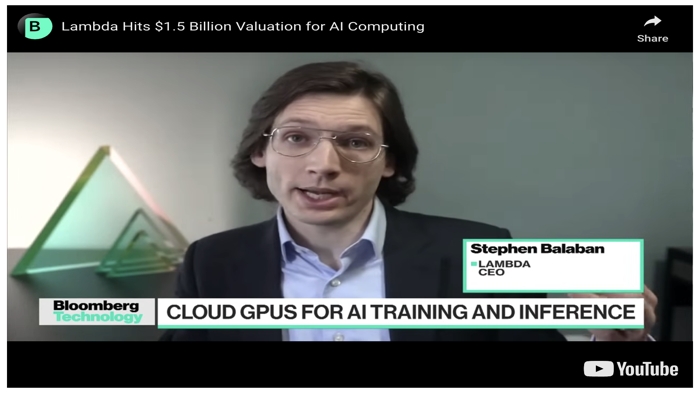 B Lambda Hits $1.5 Billion Valuation for AI Computing
Share
Stephen Balaban
LAMBDA
CEO
Bloomberg
Technology
CLOUD GPUS FOR AI TRAINING AND INFERENCE
YouTube